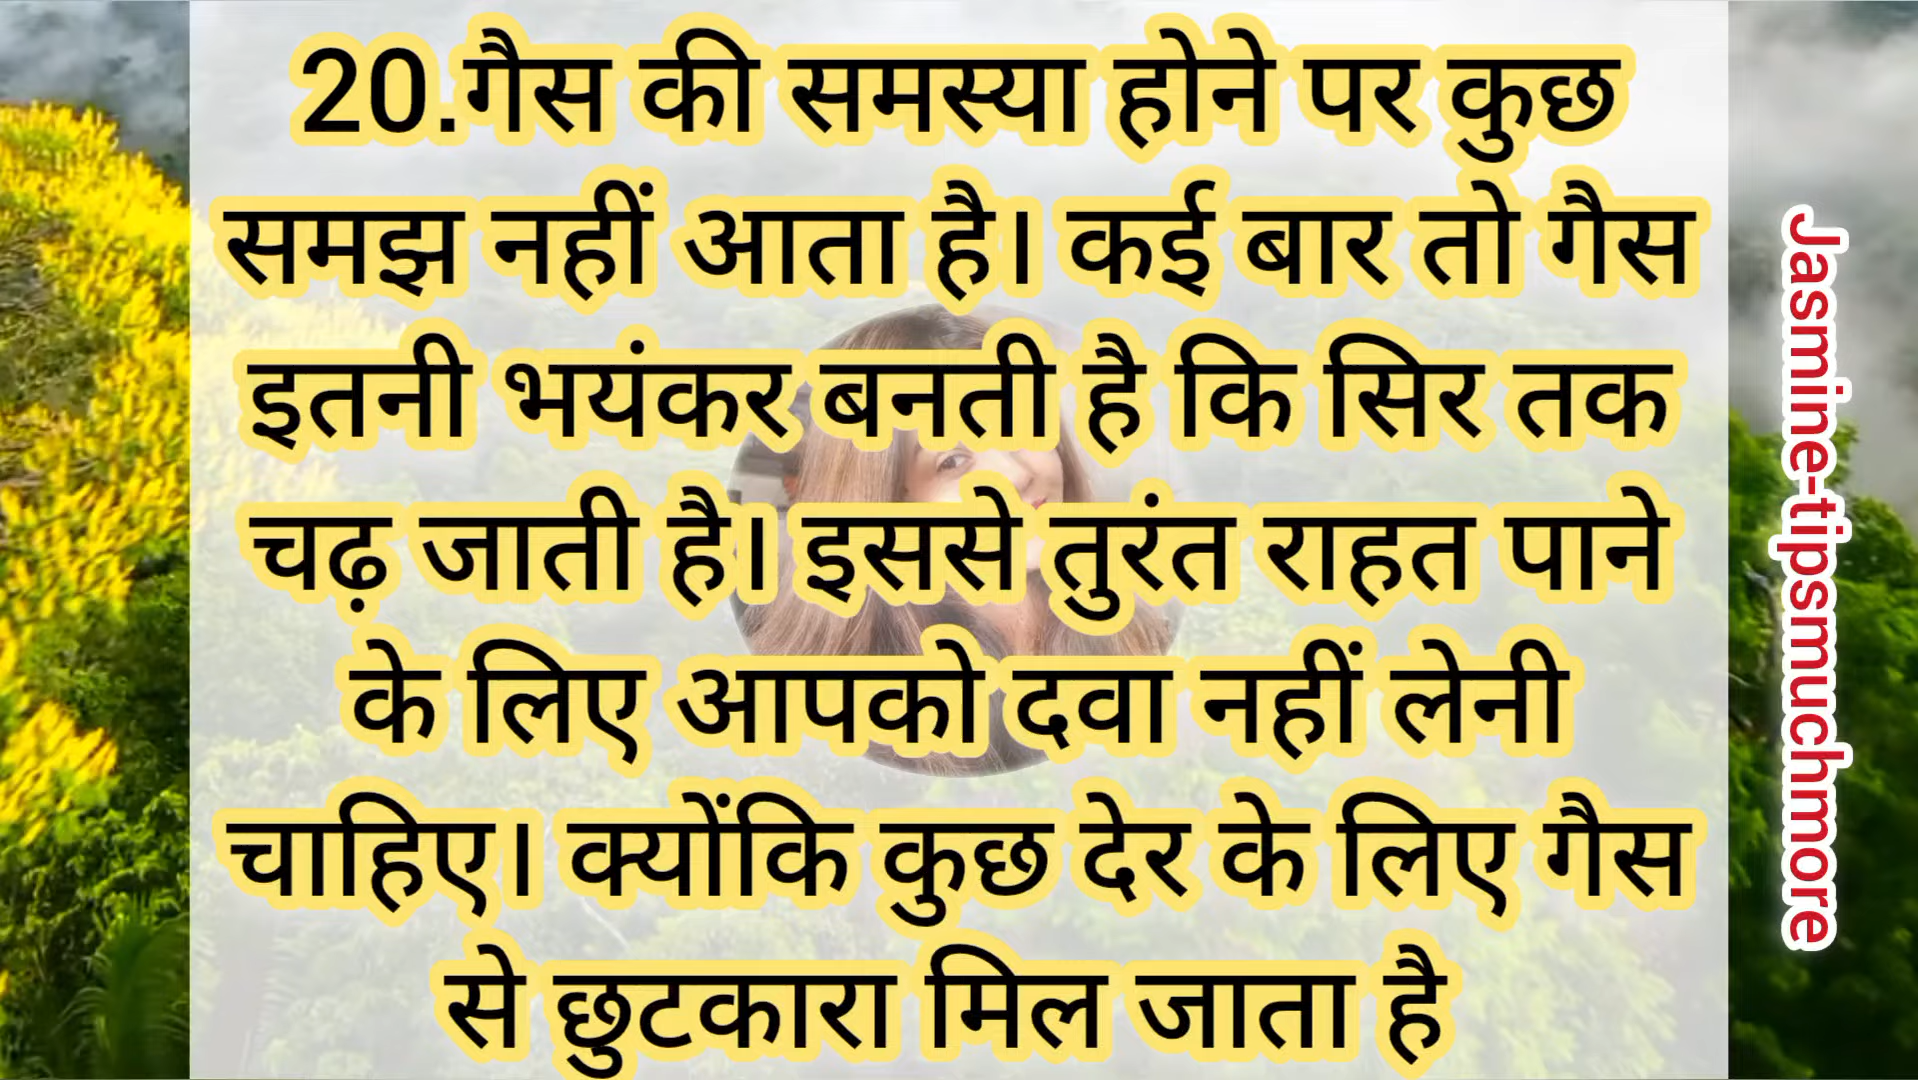 20.गैस की समस्या होने पर कुछ
समझ नहीं आता है। कई बार तो गैस
इतनी भयंकर बनती है कि सिर तक
चढ़ जाती है। इससे तुरंत राहत पाने
के लिए आपको दवा नहीं लेनी
चाहिए। क्योंकि कुछ देर के लिए गैस
से छुटकारा मिल जाता है
Jasmine-tipsmuchmore